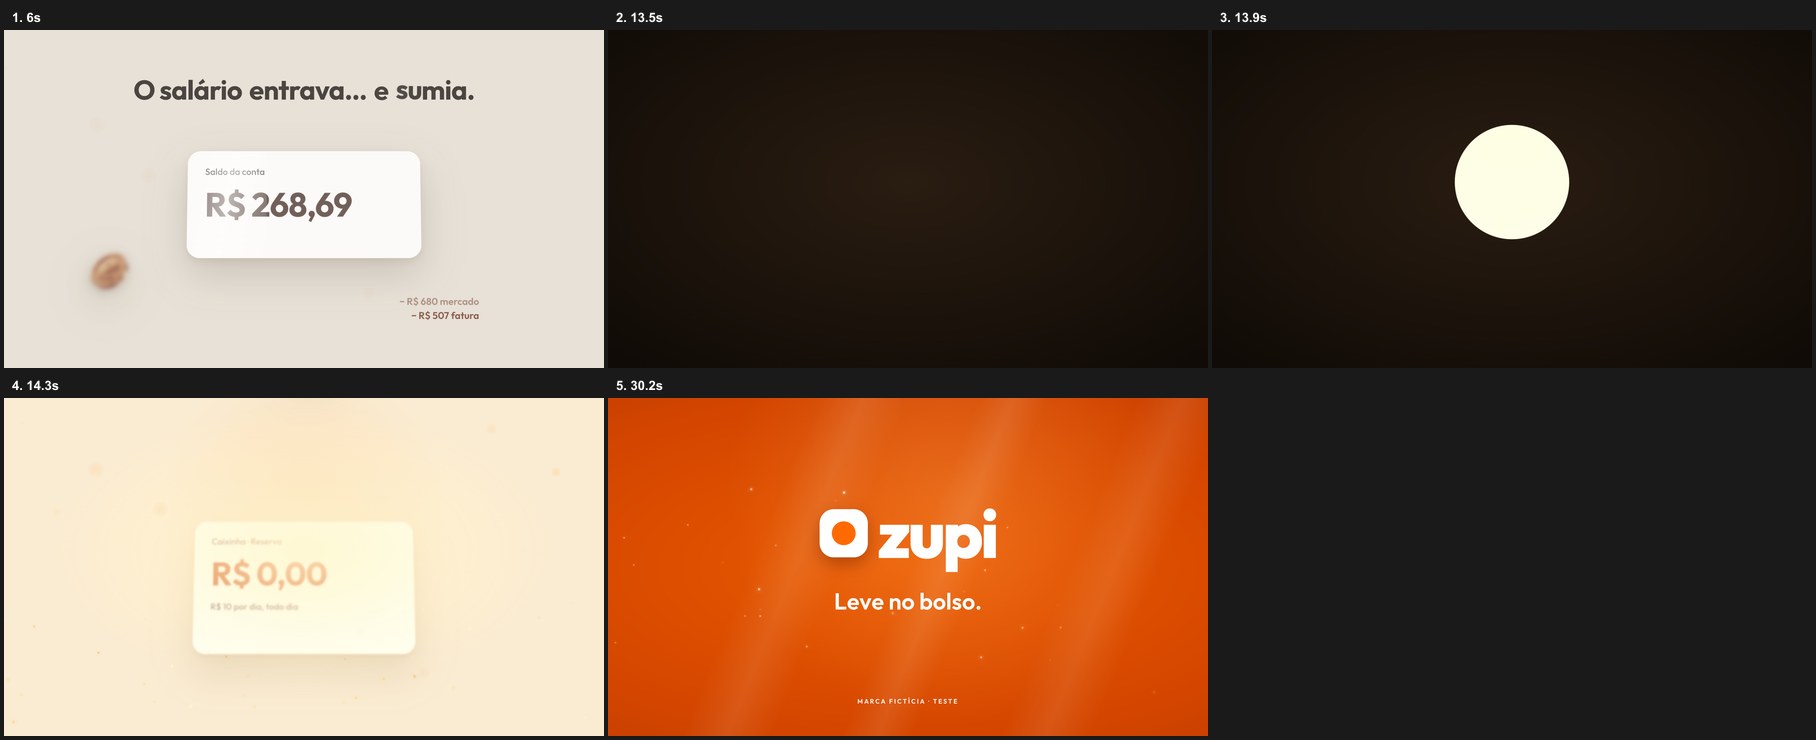 1. 6s
O salário entrava... e sumia.
Saldo da conta
R$ 268,69
– R$ 680 mercado
– R$ 507 fatura
2. 13.5s
3. 13.9s
4. 14.3s
Caixinha · Reserva
R$ 0,00
R$ 10 por dia, todo dia
5. 30.2s
zupi
Leve no bolso.
MARCA FICTÍCIA · TESTE